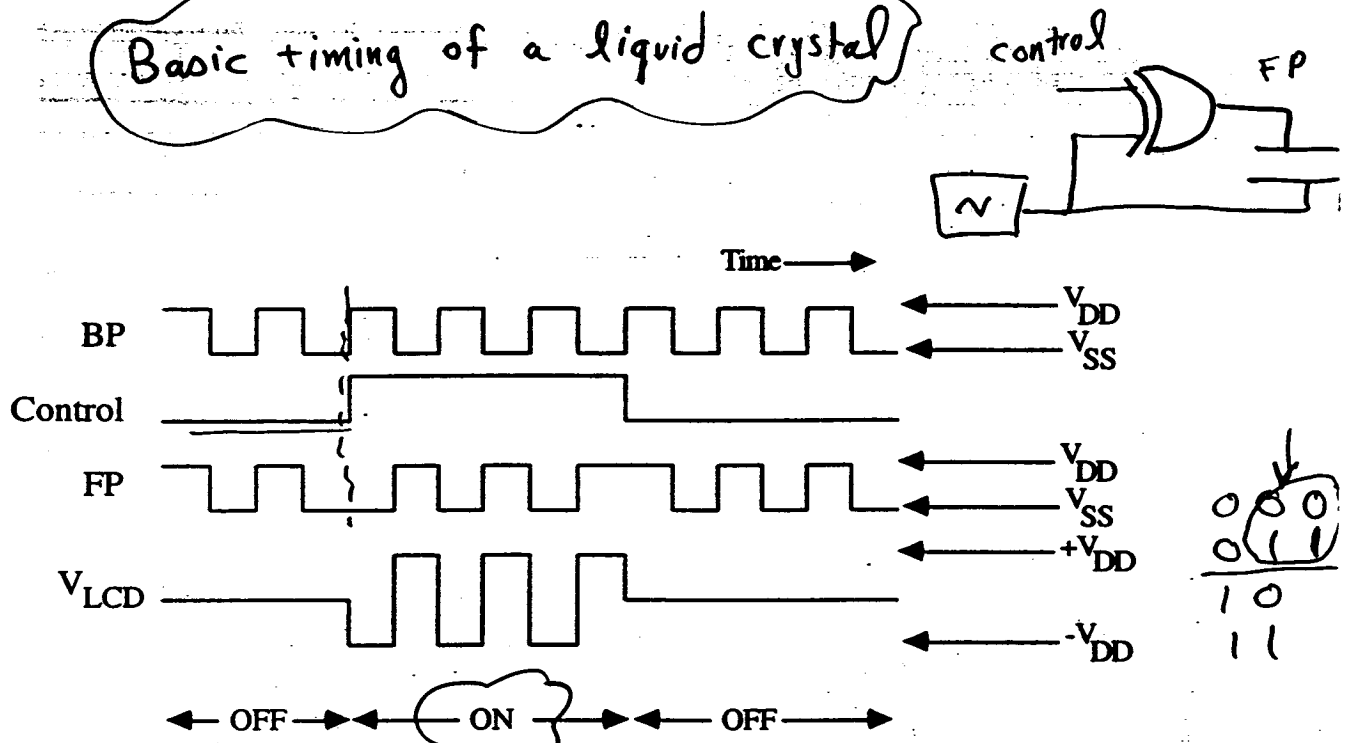 Basic timing of a liquid crystal
control
FP
~
Time
BP
V_DD
V_SS
Control
FP
V_DD
V_SS
V_LCD
+V_DD
-V_DD
0 0 0
0 1 1
1 0
1 1
OFF
ON
OFF